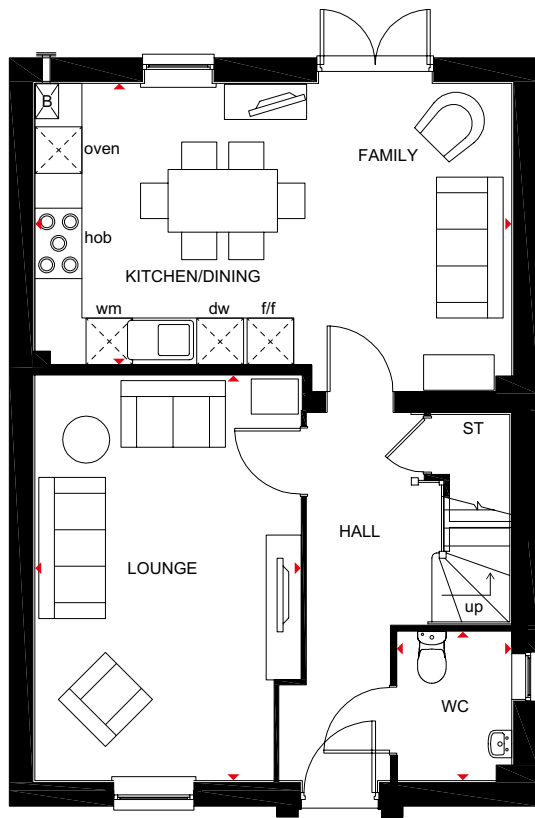 B
oven
FAMILY
hob
KITCHEN/DINING
wm dw f/f
ST
HALL
LOUNGE
up
WC